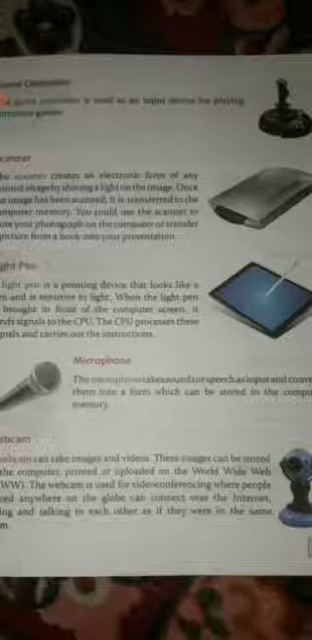 game controller is used as an input device for playing
computer games.
canner
he scanner creates an electronic form of any
image by shining a light on the image. Once
image has been scanned, it is transferred to the
omputer memory. You could use the scanner to
ore your photograph on the computer or transfer
picture from a book into your presentation.
ght Pen
light pen is a pointing device that looks like a
n and is sensitive to light. When the light pen
brought in front of the computer screen, it
nds signals to the CPU. The CPU processes these
gnals and carries out the instructions.
Microphone
The microphone takes sound or speech as input and conve
them into a form which can be stored in the compu
memory.
ebcam
webcam can take images and videos. These images can be stored
the computer, printed or uploaded on the World Wide Web
WW). The webcam is used for videoconferencing where people
ted anywhere on the globe can connect over the Internet,
ing and talking to each other as if they were in the same
m.